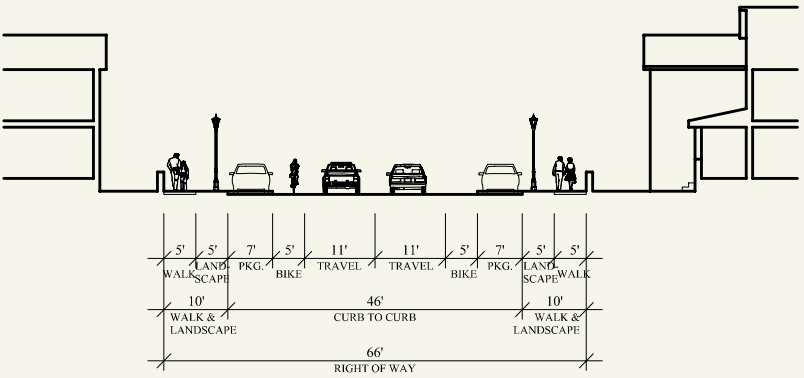 5' 5' 7' 5' 11' 11' 5' 7' 5' 5'
WALK LAND-SCAPE PKG. BIKE TRAVEL TRAVEL BIKE PKG. LAND-SCAPE WALK
10' 46' 10'
WALK & LANDSCAPE CURB TO CURB WALK & LANDSCAPE
66'
RIGHT OF WAY